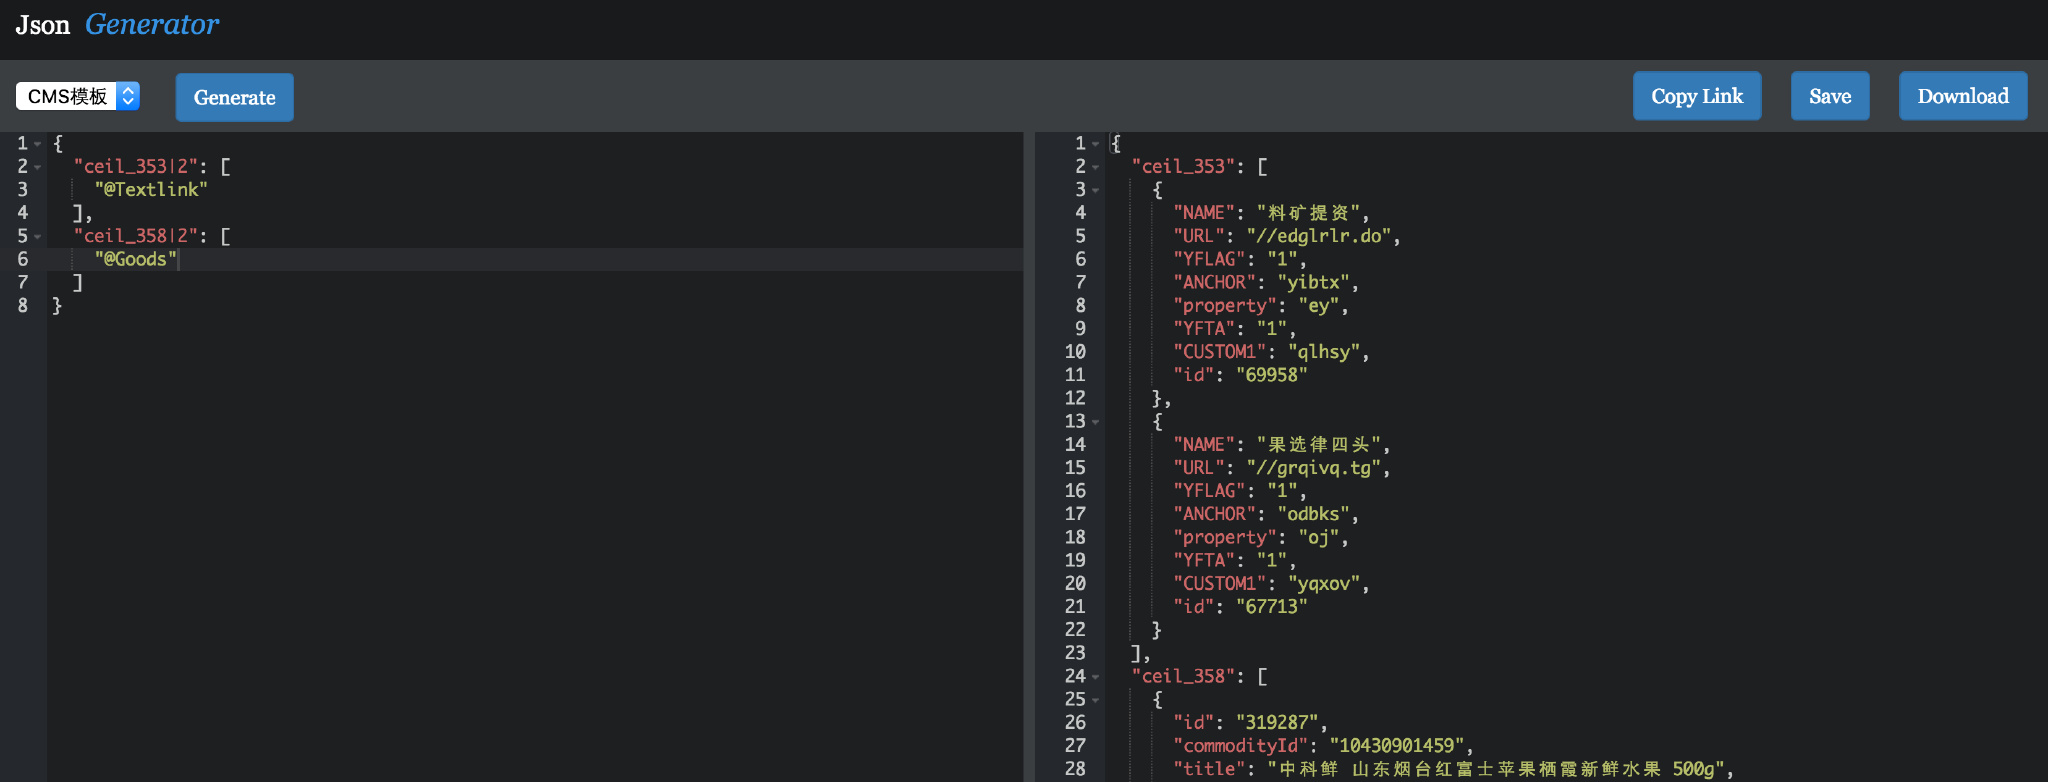 Json Generator
CMS模板 Generate Copy Link Save Download
1 {
2 "ceil_353|2": [
3 "@Textlink"
4 ],
5 "ceil_358|2": [
6 "@Goods"
7 ]
8 }
1 {
2 "ceil_353": [
3 {
4 "NAME": "料矿提资",
5 "URL": "//edglrlr.do",
6 "YFLAG": "1",
7 "ANCHOR": "yibtx",
8 "property": "ey",
9 "YFTA": "1",
10 "CUSTOM1": "qlhsy",
11 "id": "69958"
12 },
13 {
14 "NAME": "果选律四头",
15 "URL": "//grqivq.tg",
16 "YFLAG": "1",
17 "ANCHOR": "odbks",
18 "property": "oj",
19 "YFTA": "1",
20 "CUSTOM1": "yqxov",
21 "id": "67713"
22 }
23 ],
24 "ceil_358": [
25 {
26 "id": "319287",
27 "commodityId": "10430901459",
28 "title": "中科鲜 山东烟台红富士苹果栖霞新鲜水果 500g",